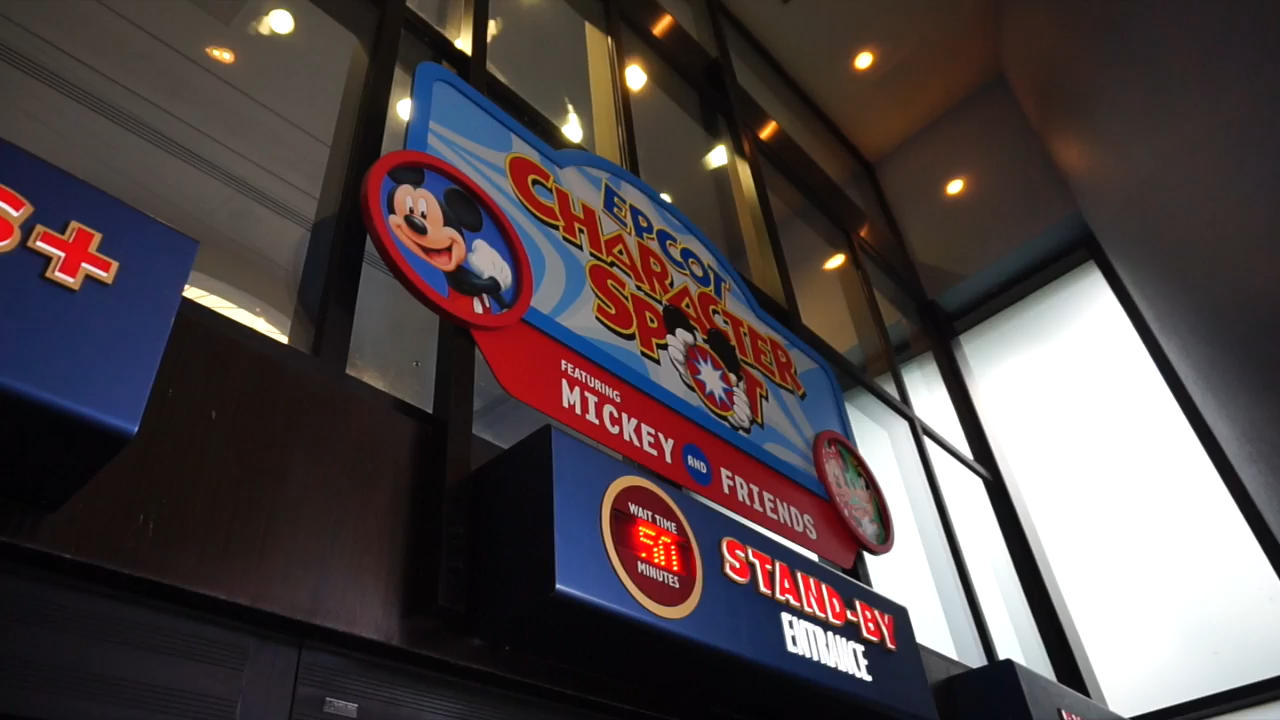 S+
EPCOT
CHARACTER
SPOT
FEATURING
MICKEY AND FRIENDS
WAIT TIME
50
MINUTES
STAND-BY
ENTRANCE